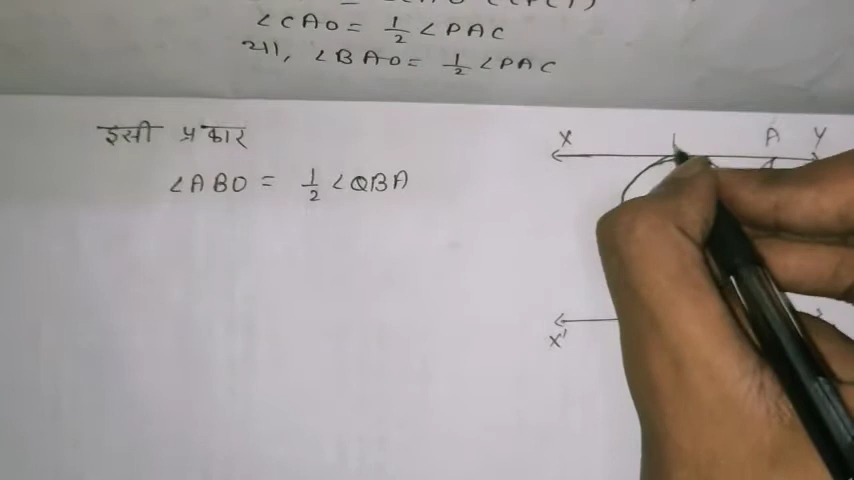 ∠CAO = 1/2 ∠PAC
या, ∠BAO = 1/2 ∠PAC
इसी प्रकार
∠ABO = 1/2 ∠QBA
X A Y
X'